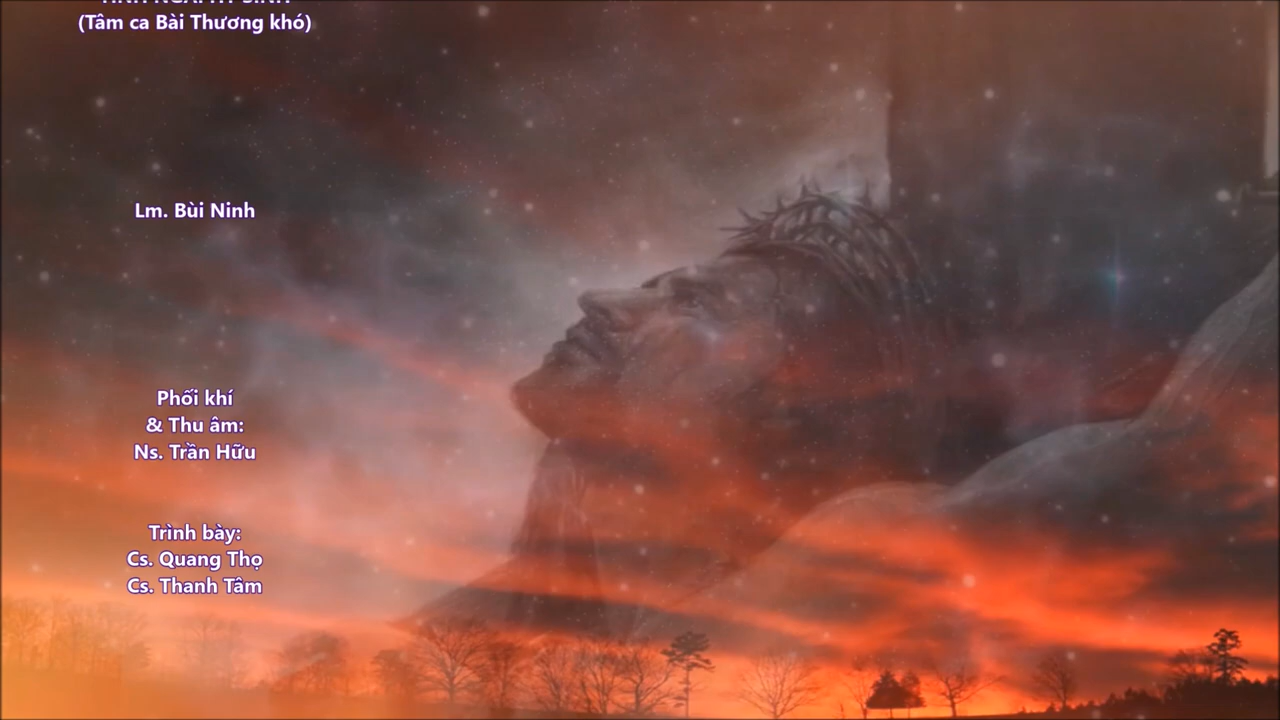 (Tâm ca Bài Thương khó)
Lm. Bùi Ninh
Phối khí
& Thu âm:
Ns. Trần Hữu
Trình bày:
Cs. Quang Thọ
Cs. Thanh Tâm